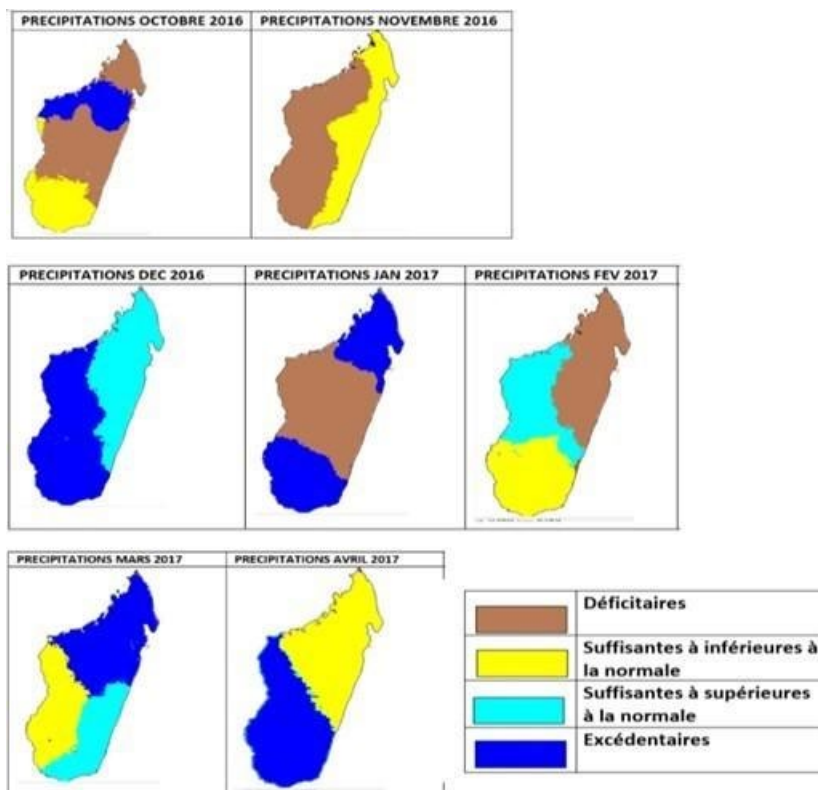 PRECIPITATIONS OCTOBRE 2016
PRECIPITATIONS NOVEMBRE 2016
PRECIPITATIONS DEC 2016
PRECIPITATIONS JAN 2017
PRECIPITATIONS FEV 2017
PRECIPITATIONS MARS 2017
PRECIPITATIONS AVRIL 2017
Déficitaires
Suffisantes à inférieures à
la normale
Suffisantes à supérieures
à la normale
Excédentaires